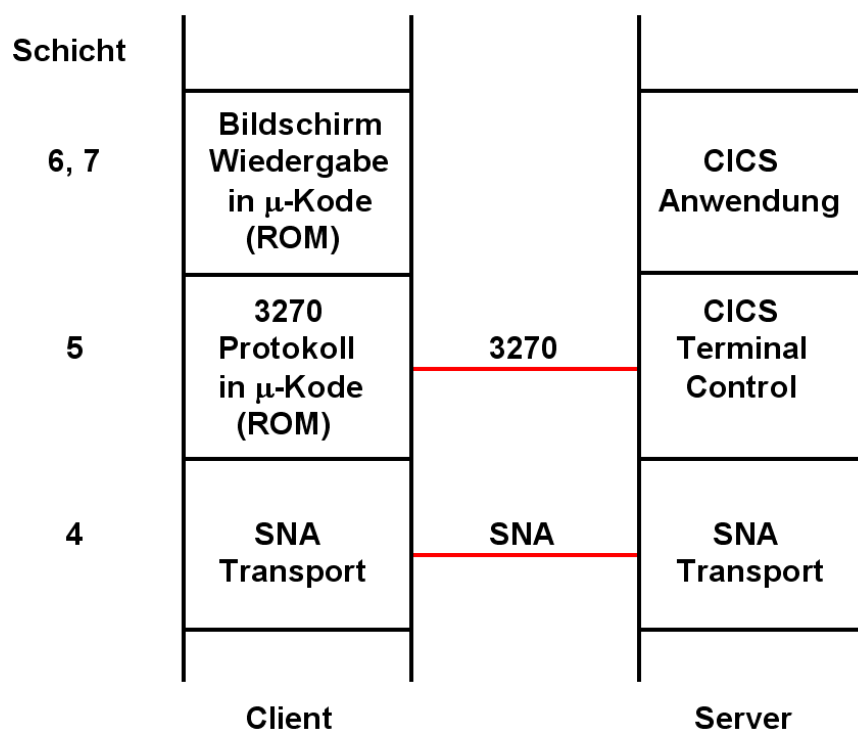 Schicht
6, 7
Bildschirm
Wiedergabe
in μ-Kode
(ROM)
CICS
Anwendung
5
3270
Protokoll
in μ-Kode
(ROM)
3270
CICS
Terminal
Control
4
SNA
Transport
SNA
SNA
Transport
Client
Server